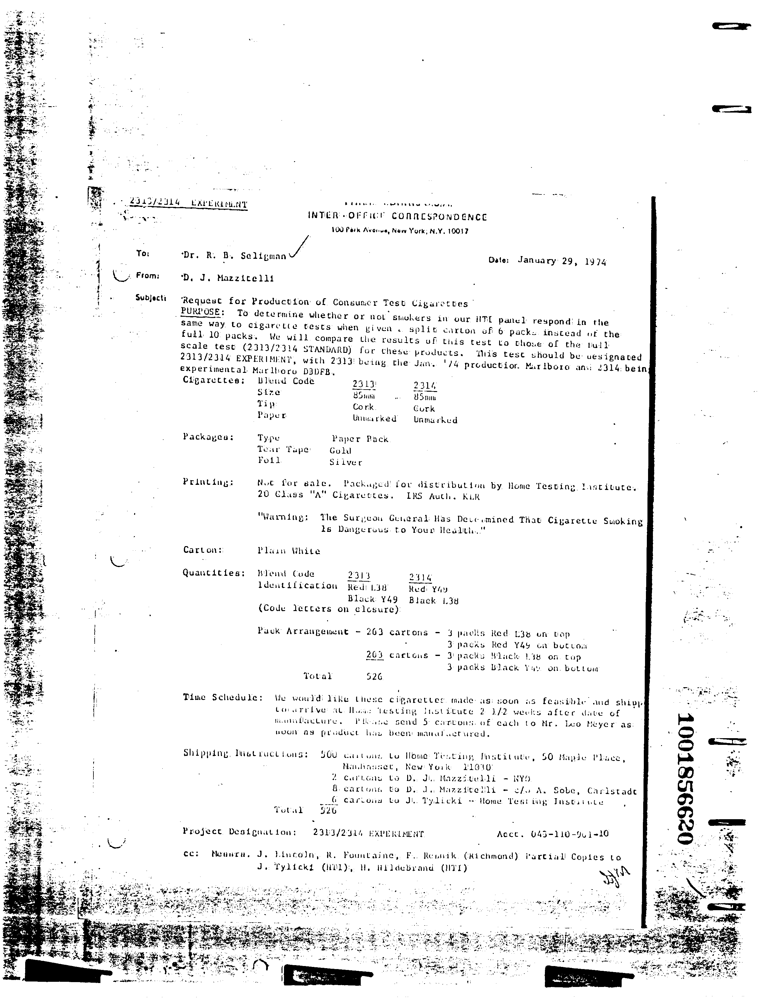 2313/2314 EXPERIMENT
INTER-OFFICE CORRESPONDENCE
100 Park Avenue, New York, N.Y. 10017
To: Dr. R. B. Seligman
Date: January 29, 1974
From: D. J. Mazzitelli
Subject: Request for Production of Consumer Test Cigarettes
PURPOSE: To determine whether or not smokers in our HTI panel respond in the
same way to cigarette tests when given a split carton of 6 packs instead of the
full 10 packs. We will compare the results of this test to those of the full
scale test (2313/2314 STANDARD) for these products. This test should be designated
2313/2314 EXPERIMENT, with 2313 being the Jan. '74 production Marlboro and 2314 bein
experimental Marlboro D3DFB.
Cigarettes: Blend Code 2313 2314
Size 85mm 85mm
Tip Cork Cork
Paper Unmarked Unmarked
Packages: Type Paper Pack
Tear Tape Gold
Foil Silver
Printing: Not for sale. Packaged for distribution by Home Testing Institute.
20 Class "A" Cigarettes. IRS Auth. KLR
"Warning: The Surgeon General Has Determined That Cigarette Smoking
Is Dangerous to Your Health."
Carton: Plain White
Quantities: Blend Code 2313 2314
Identification Red L38 Red Y49
Black Y49 Black L38
(Code letters on closure)
Pack Arrangement - 263 cartons - 3 packs Red L38 on top
3 packs Red Y49 on bottom
263 cartons - 3 packs Black L38 on top
3 packs Black Y49 on bottom
Total 526
Time Schedule: We would like these cigarettes made as soon as feasible and shipp
to arrive at Home Testing Institute 2 1/2 weeks after date of
manufacture. Please send 5 cartons of each to Mr. Leo Meyer as
soon as product has been manufactured.
Shipping Instructions: 500 cartons to Home Testing Institute, 50 Maple Place,
Manhasset, New York 11030
2 cartons to D. J. Mazzitelli - NYO
8 cartons to D. J. Mazzitelli - c/o A. Sobe, Carlstadt
6 cartons to J. Tylicki - Home Testing Institute
Total 526
Project Designation: 2313/2314 EXPERIMENT Acct.
cc: Messrs. J. Lincoln, R. Fountaine, F. Resnik (Richmond) Partial Copies to
J. Tylicki (HTI), H. Hildebrand (HTI)
1001856620